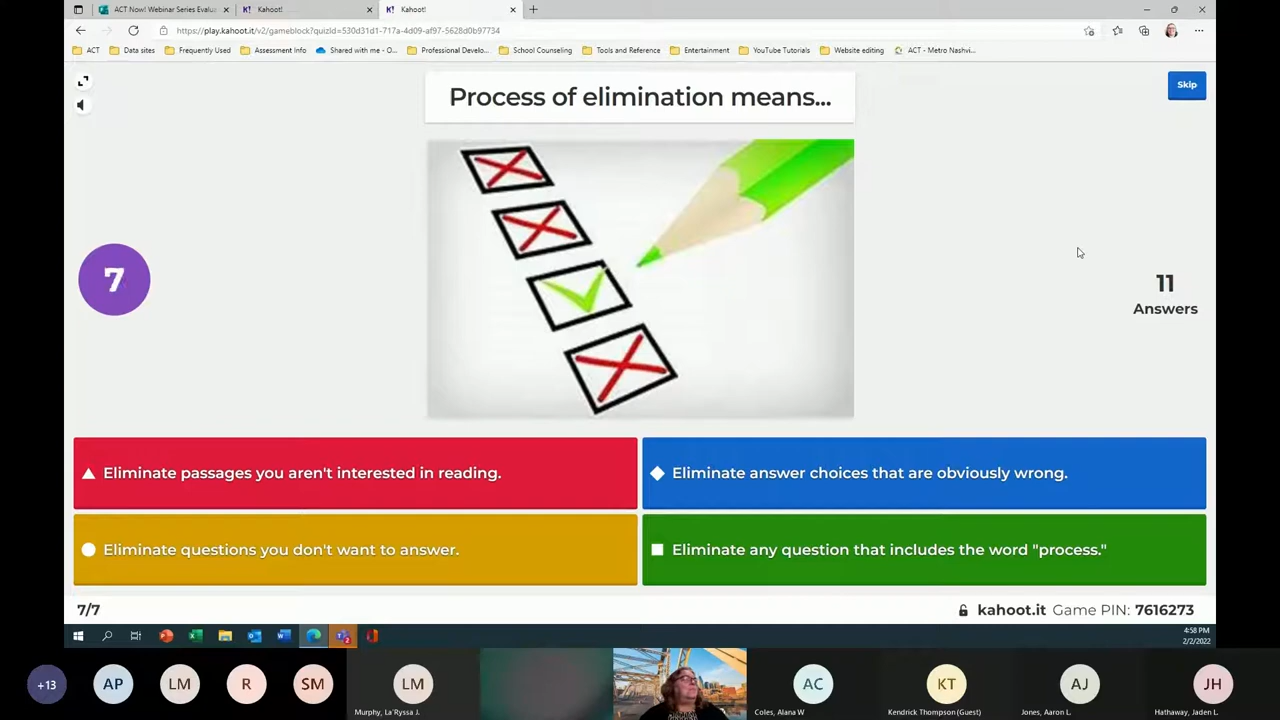 ACT Now! Webinar Series Evalua
Kahoot!
Kahoot!
https://play.kahoot.it/v2/gameblock?quizId=530d31d1-717a-4d09-af97-5628d0b97734
ACT
Data sites
Frequently Used
Assessment Info
Shared with me - O...
Professional Develo...
School Counseling
Tools and Reference
Entertainment
YouTube Tutorials
Website editing
ACT - Metro Nashvi...
Process of elimination means...
Skip
7
11
Answers
Eliminate passages you aren't interested in reading.
Eliminate answer choices that are obviously wrong.
Eliminate questions you don't want to answer.
Eliminate any question that includes the word "process."
7/7
kahoot.it Game PIN: 7616273
4:58 PM
2/2/2022
+13
AP
LM
R
SM
LM
AC
KT
AJ
JH
Murphy, La'Ryssa J.
Coles, Alana W
Kendrick Thompson (Guest)
Jones, Aaron L.
Hathaway, Jaden L.